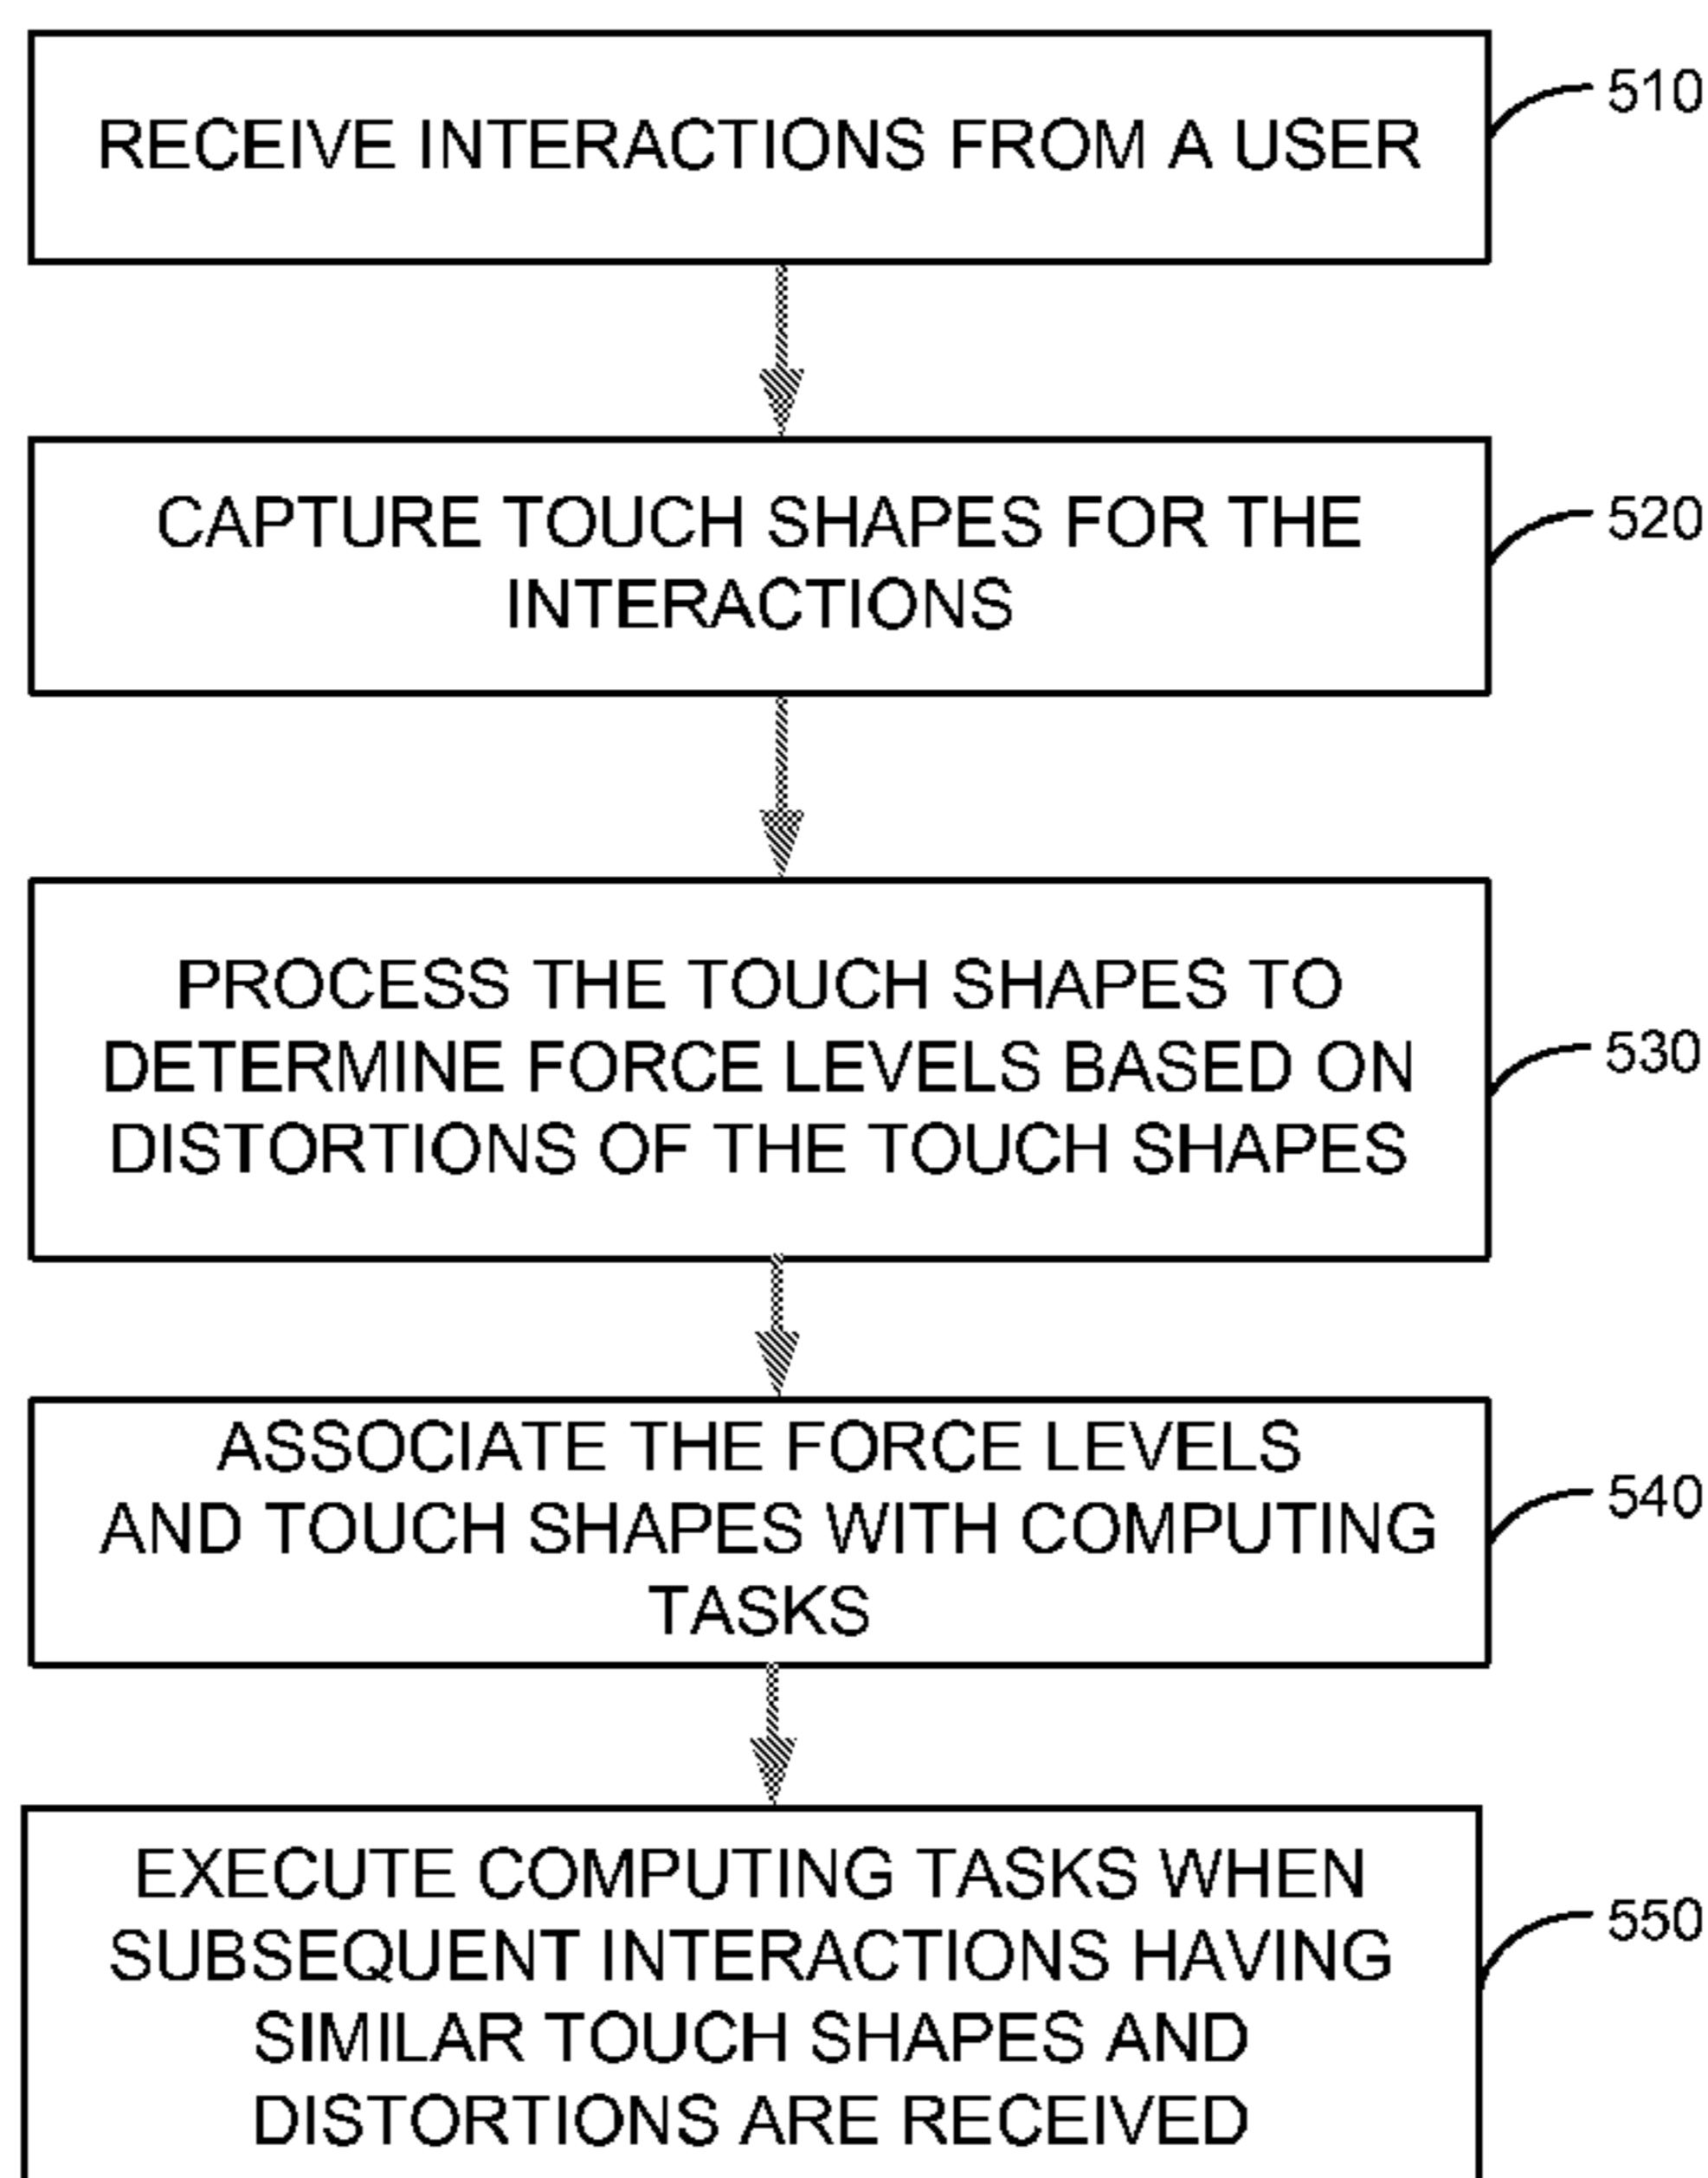 RECEIVE INTERACTIONS FROM A USER
510
CAPTURE TOUCH SHAPES FOR THE
INTERACTIONS
520
PROCESS THE TOUCH SHAPES TO
DETERMINE FORCE LEVELS BASED ON
DISTORTIONS OF THE TOUCH SHAPES
530
ASSOCIATE THE FORCE LEVELS
AND TOUCH SHAPES WITH COMPUTING
TASKS
540
EXECUTE COMPUTING TASKS WHEN
SUBSEQUENT INTERACTIONS HAVING
SIMILAR TOUCH SHAPES AND
DISTORTIONS ARE RECEIVED
550